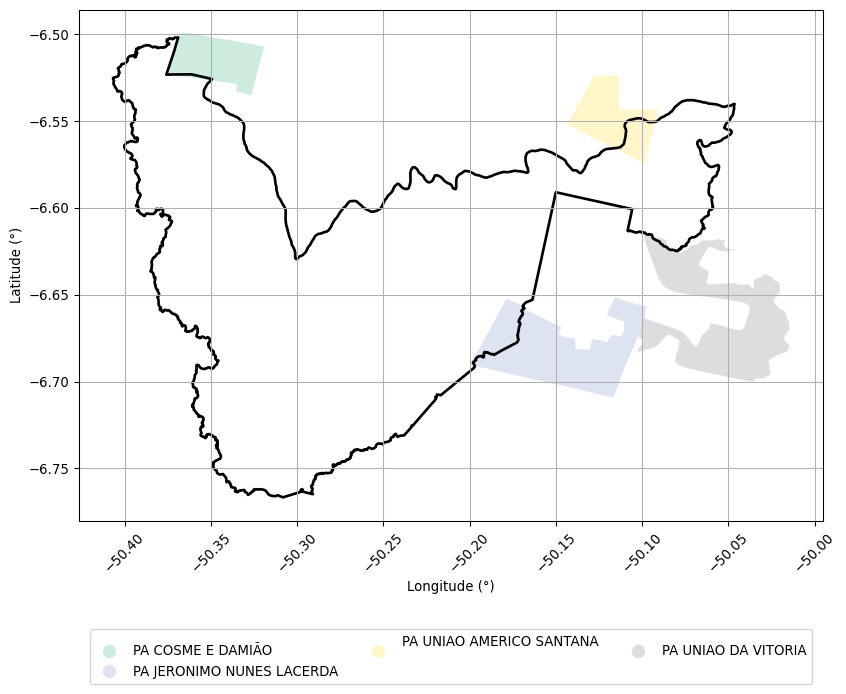 −6.50
−6.55
−6.60
−6.65
−6.70
−6.75
Latitude (°)
−50.40
−50.35
−50.30
−50.25
−50.20
−50.15
−50.10
−50.05
−50.00
Longitude (°)
PA COSME E DAMIÃO
PA JERONIMO NUNES LACERDA
PA UNIAO AMERICO SANTANA
PA UNIAO DA VITORIA